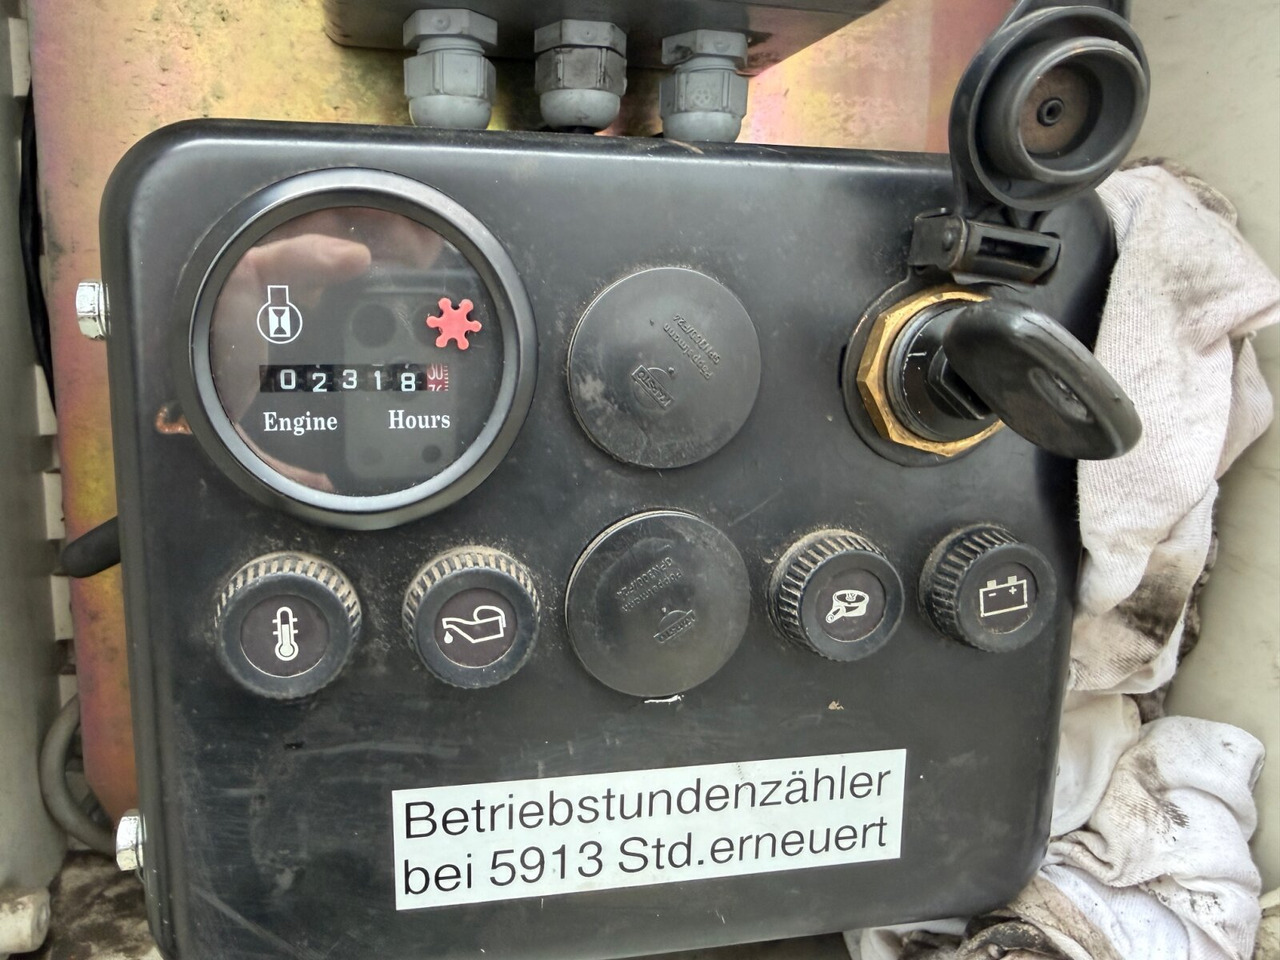 02318
Engine Hours
- +
Betriebstundenzähler
bei 5913 Std.erneuert